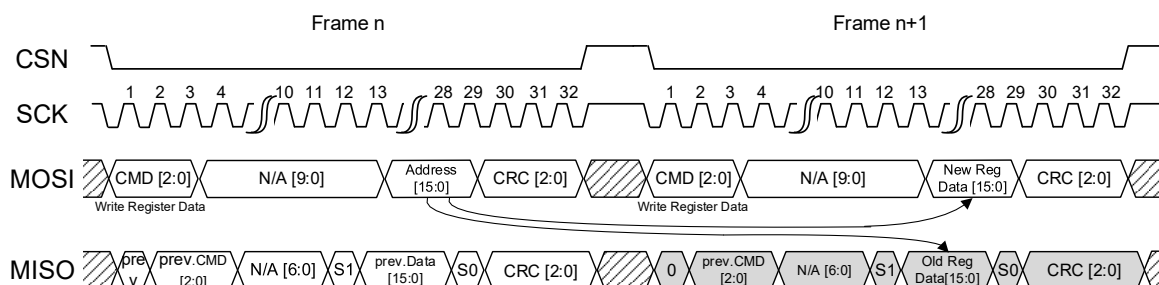 Frame n Frame n+1
CSN
1 2 3 4 10 11 12 13 28 29 30 31 32 1 2 3 4 10 11 12 13 28 29 30 31 32
SCK
MOSI CMD [2:0] N/A [9:0] Address [15:0] CRC [2:0] CMD [2:0] N/A [9:0] New Reg Data[15:0] CRC [2:0]
Write Register Data Write Register Data
MISO prev prev.CMD [2:0] N/A [6:0] S1 prev.Data [15:0] S0 CRC [2:0] 0 prev.CMD [2:0] N/A [6:0] S1 Old Reg Data[15:0] S0 CRC [2:0]